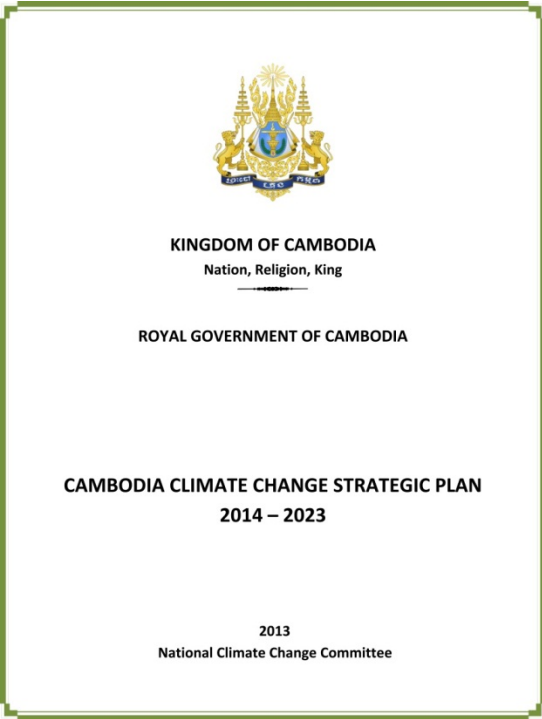 KINGDOM OF CAMBODIA
Nation, Religion, King
ROYAL GOVERNMENT OF CAMBODIA
CAMBODIA CLIMATE CHANGE STRATEGIC PLAN
2014 – 2023
2013
National Climate Change Committee